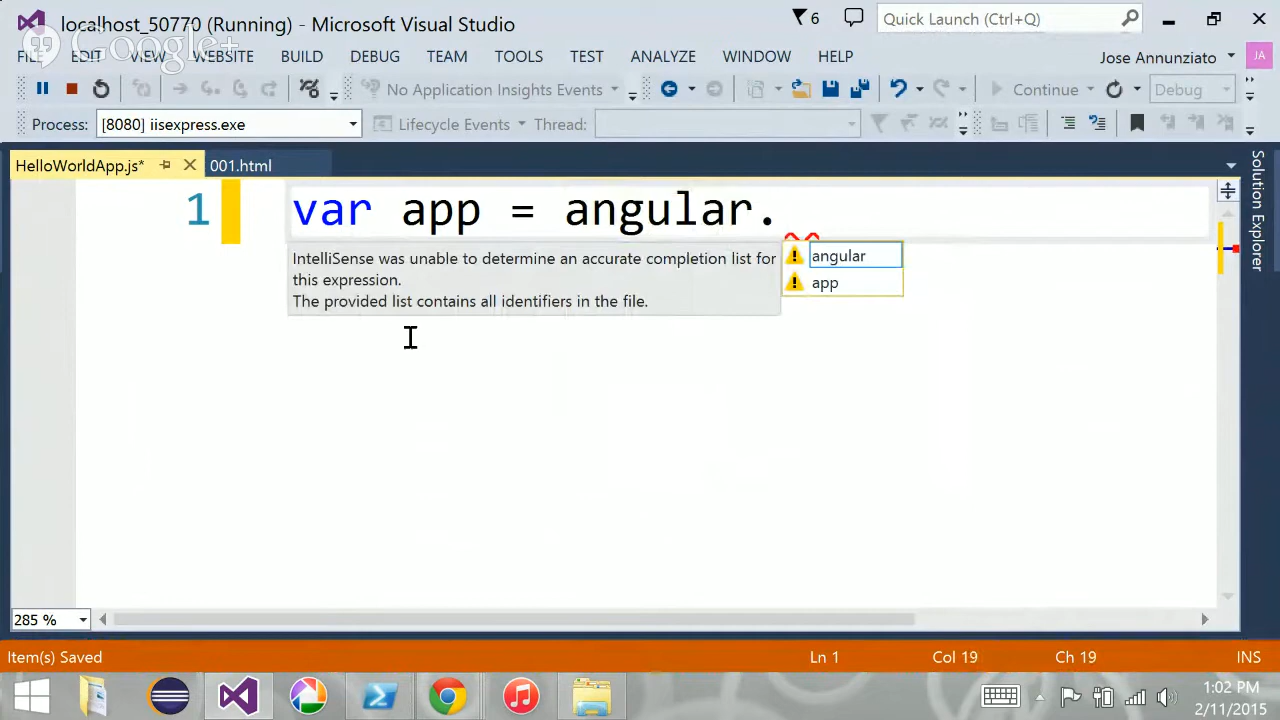 localhost_50770 (Running) - Microsoft Visual Studio
6
Quick Launch (Ctrl+Q)
Google+
FILE EDIT VIEW WEBSITE BUILD DEBUG TEAM TOOLS TEST ANALYZE WINDOW HELP
Jose Annunziato
JA
No Application Insights Events
Continue
Debug
Process: [8080] iisexpress.exe
Lifecycle Events
Thread:
HelloWorldApp.js*
001.html
Solution Explorer
1 var app = angular.
IntelliSense was unable to determine an accurate completion list for
this expression.
The provided list contains all identifiers in the file.
angular
app
285 %
Item(s) Saved
Ln 1
Col 19
Ch 19
INS
1:02 PM
2/11/2015